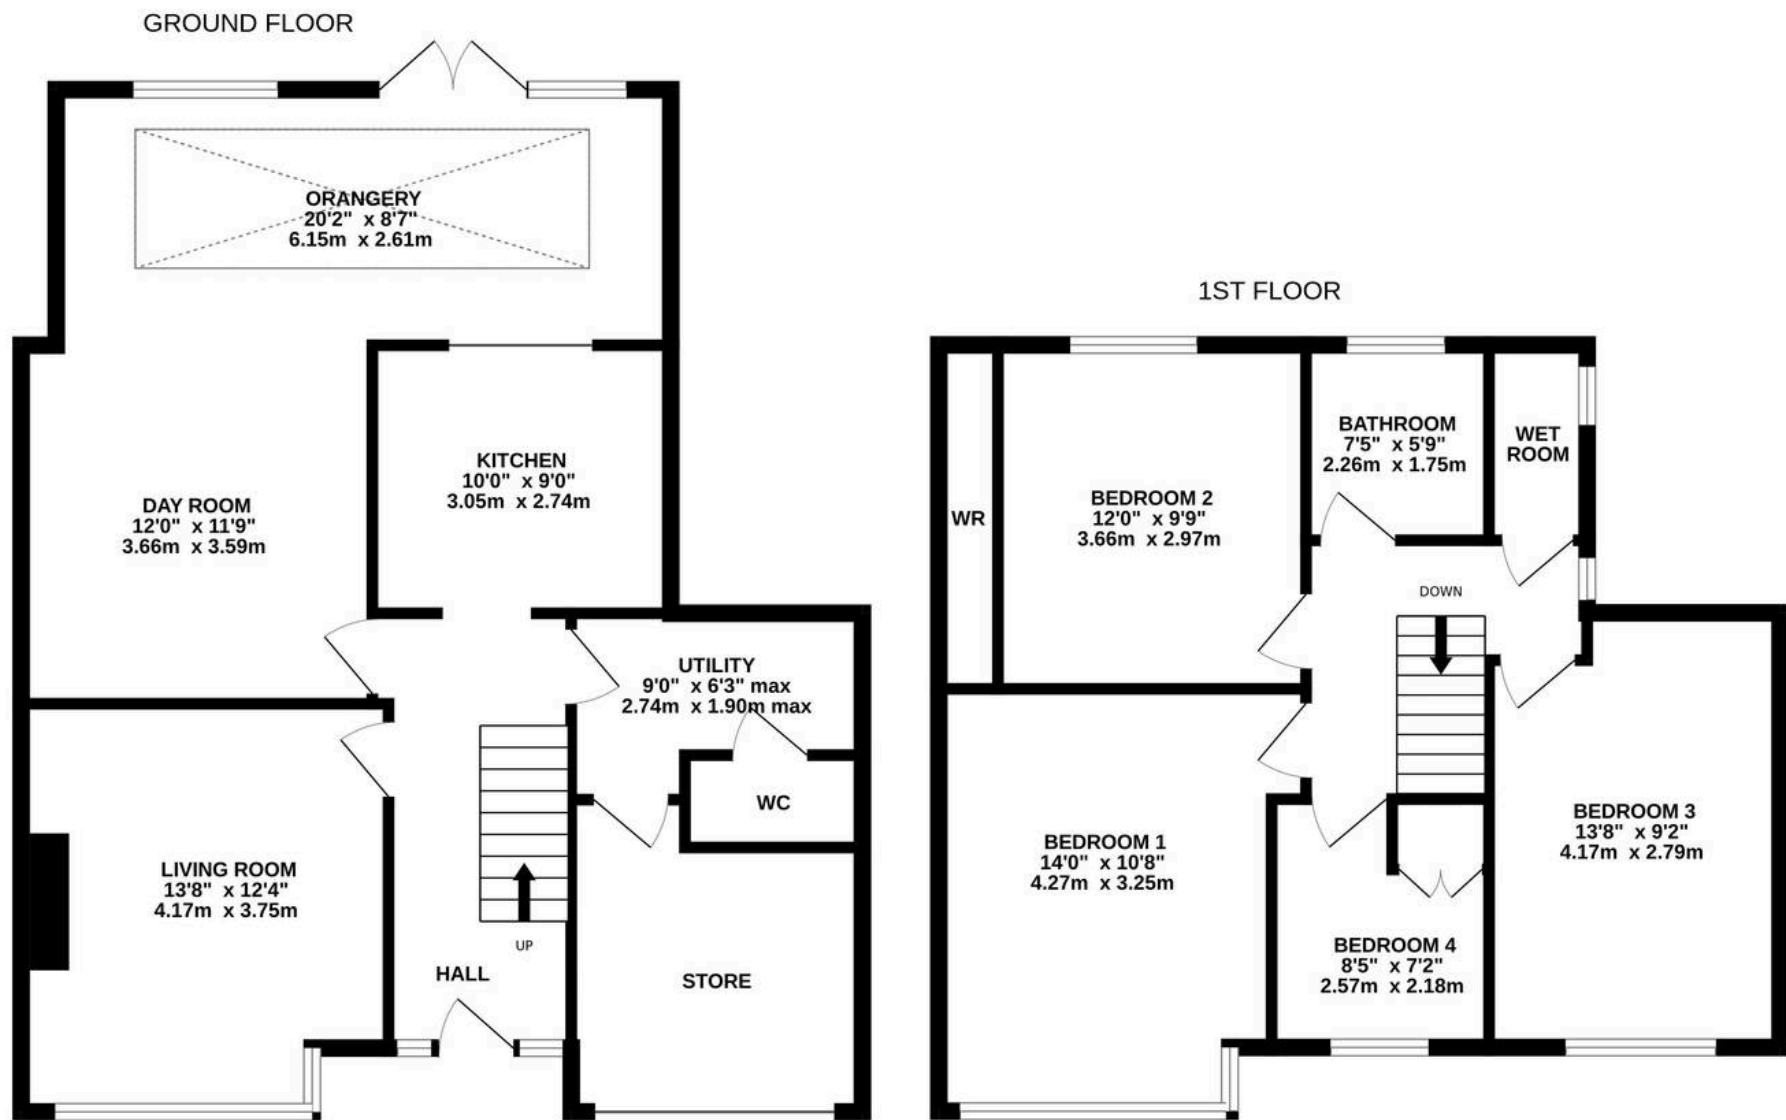 GROUND FLOOR
ORANGERY
20'2" x 8'7"
6.15m x 2.61m
KITCHEN
10'0" x 9'0"
3.05m x 2.74m
DAY ROOM
12'0" x 11'9"
3.66m x 3.59m
UTILITY
9'0" x 6'3" max
2.74m x 1.90m max
WC
LIVING ROOM
13'8" x 12'4"
4.17m x 3.75m
UP
HALL
STORE
1ST FLOOR
BATHROOM
7'5" x 5'9"
2.26m x 1.75m
WET
ROOM
WR
BEDROOM 2
12'0" x 9'9"
3.66m x 2.97m
DOWN
BEDROOM 1
14'0" x 10'8"
4.27m x 3.25m
BEDROOM 3
13'8" x 9'2"
4.17m x 2.79m
BEDROOM 4
8'5" x 7'2"
2.57m x 2.18m